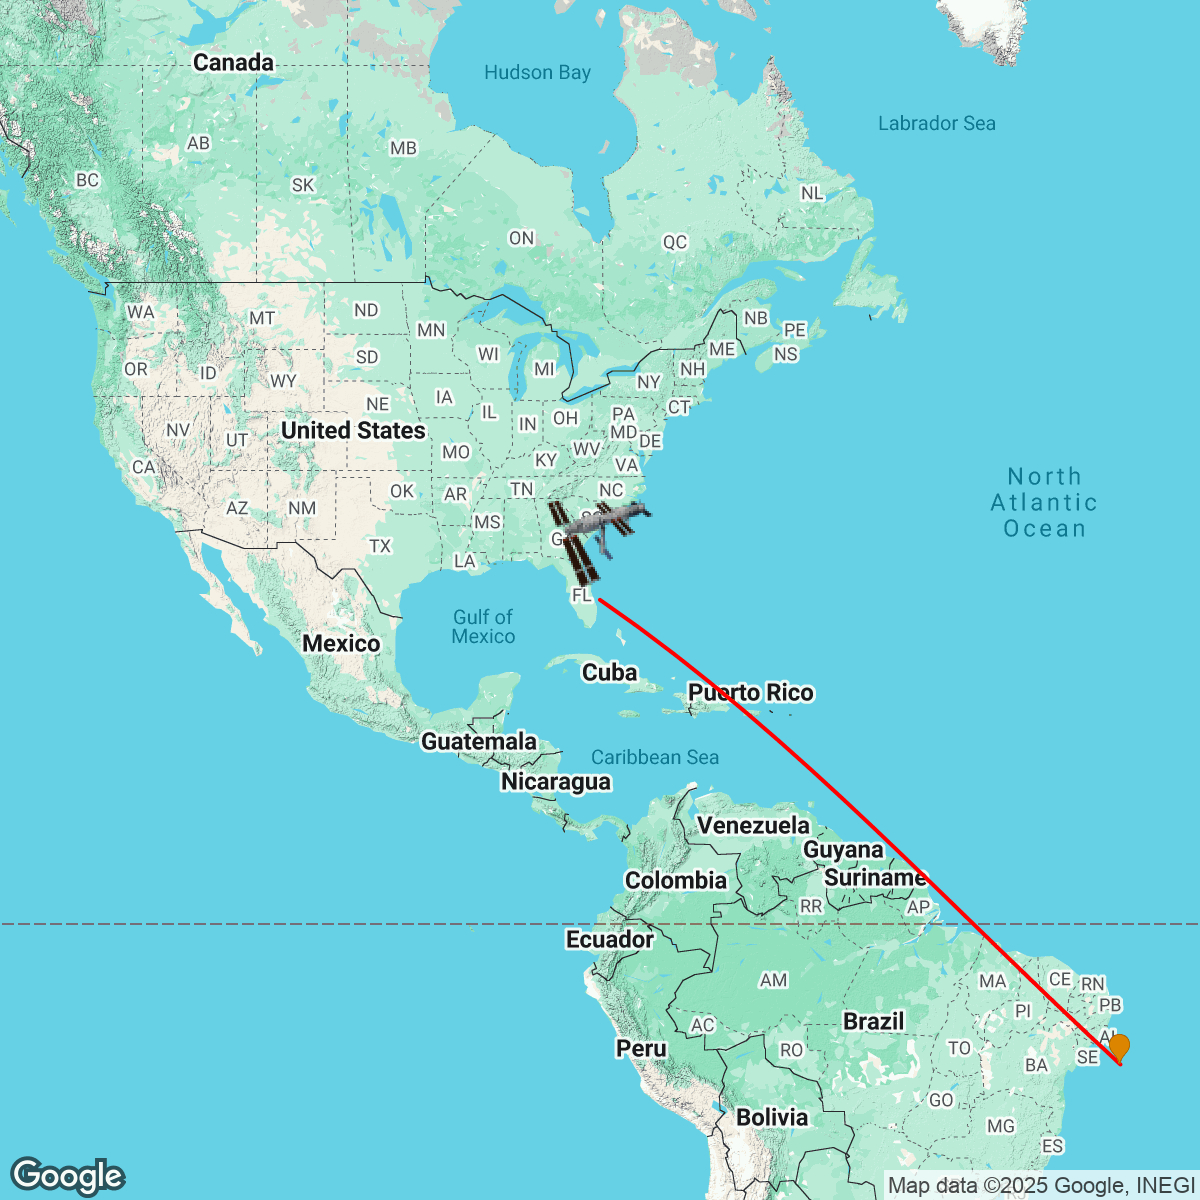 Canada
Hudson Bay
Labrador Sea
AB
MB
BC
SK
NL
ON
QC
WA
MT
ND
MN
NB
PE
OR
ID
SD
WI
MI
ME
NS
WY
NH
NE
IA
IL
NY
CT
NV
UT
United States
IN
OH
PA
MD
DE
CA
MO
KY
WV
VA
North
Atlantic
Ocean
AZ
NM
OK
AR
TN
NC
MS
TX
LA
FL
Gulf of
Mexico
Mexico
Cuba
Puerto Rico
Guatemala
Caribbean Sea
Nicaragua
Venezuela
Guyana
Suriname
Colombia
RR
AP
Ecuador
AM
MA
CE
RN
PB
PI
AC
Brazil
Peru
RO
TO
BA
SE
GO
Bolivia
MG
ES
Google
Map data ©2025 Google, INEGI